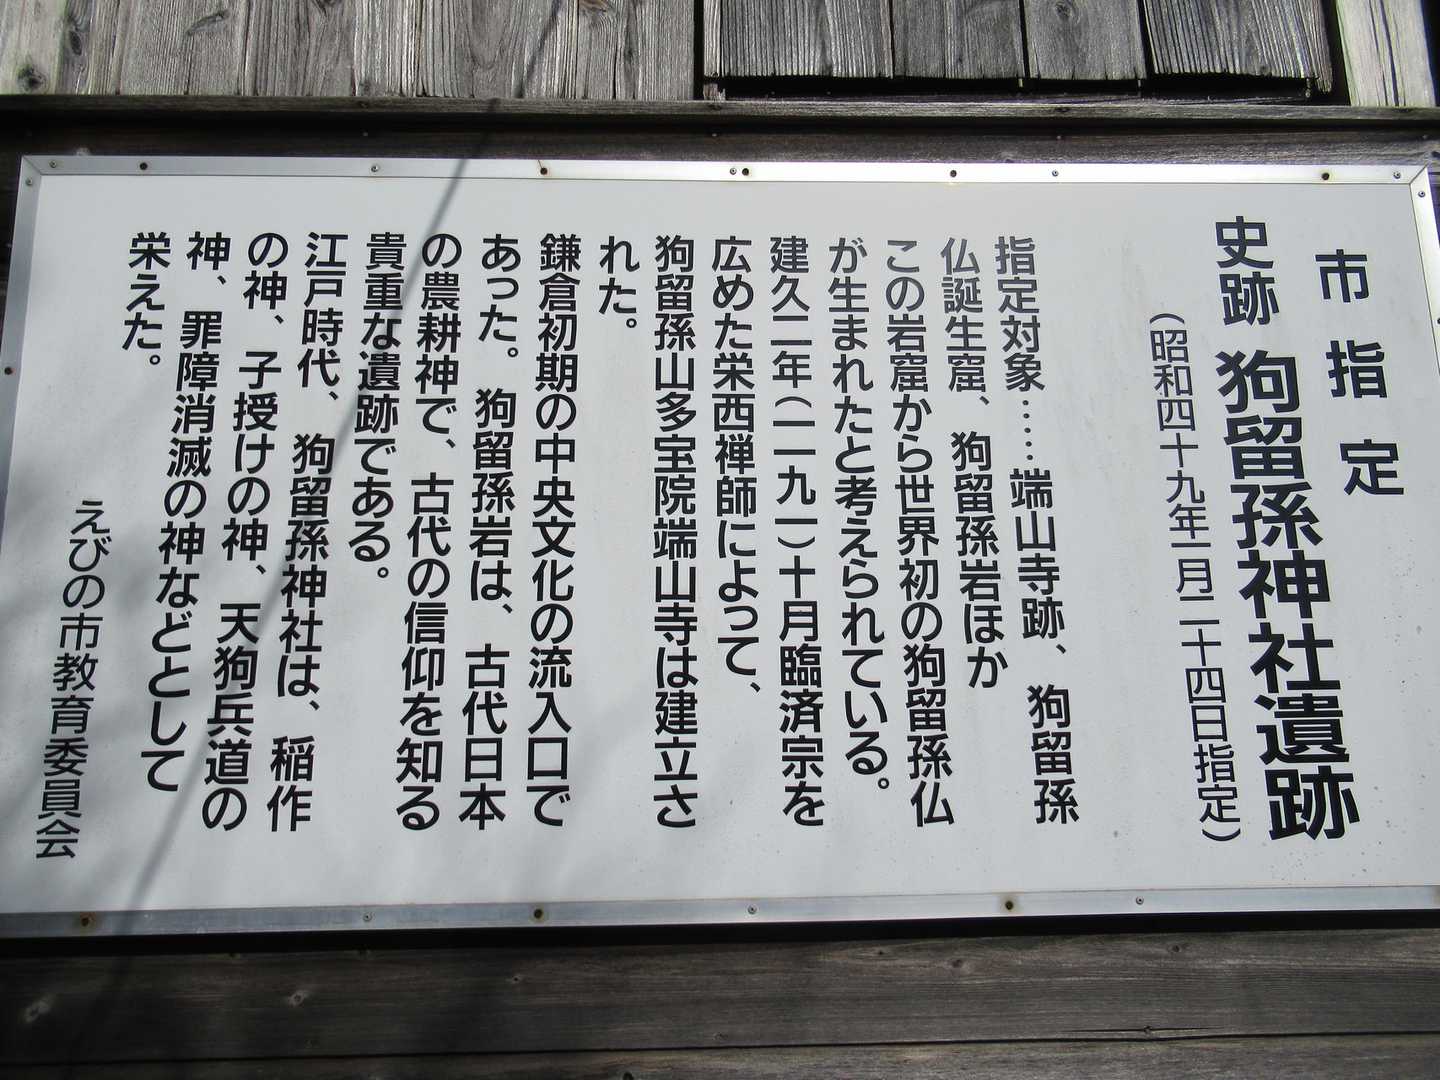 市指定
史跡 狗留孫神社遺跡
（昭和四十九年一月二十四日指定）
指定対象……端山寺跡、狗留孫
仏誕生窟、狗留孫岩ほか
この岩窟から世界初の狗留孫仏
が生まれたと考えられている。
建久二年（一一九一）十月臨済宗を
広めた栄西禅師によって、
狗留孫山多宝院端山寺は建立さ
れた。
鎌倉初期の中央文化の流入口で
あった。狗留孫岩は、古代日本
の農耕神で、古代の信仰を知る
貴重な遺跡である。
江戸時代、狗留孫神社は、稲作
の神、子授けの神、天狗兵道の
神、罪障消滅の神などとして
栄えた。
えびの市教育委員会